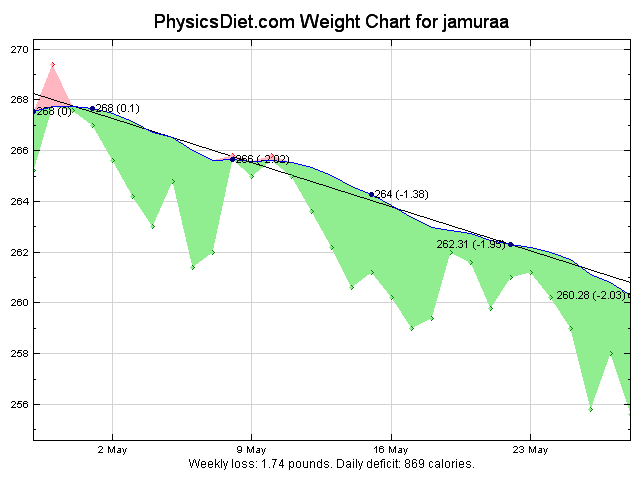 PhysicsDiet.com Weight Chart for jamuraa
270
268
266
264
262
260
258
256
268 (0)
268 (0.1)
266 (-2.02)
264 (-1.38)
262.31 (-1.95)
260.28 (-2.03)
2 May
9 May
16 May
23 May
Weekly loss: 1.74 pounds. Daily deficit: 869 calories.